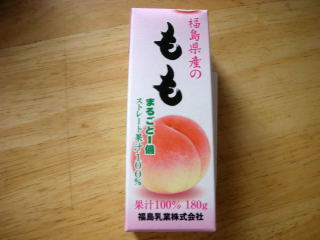 福島県産の
もも
まるごと1個
ストレート果汁100%
果汁100% 180g
福島乳業株式会社